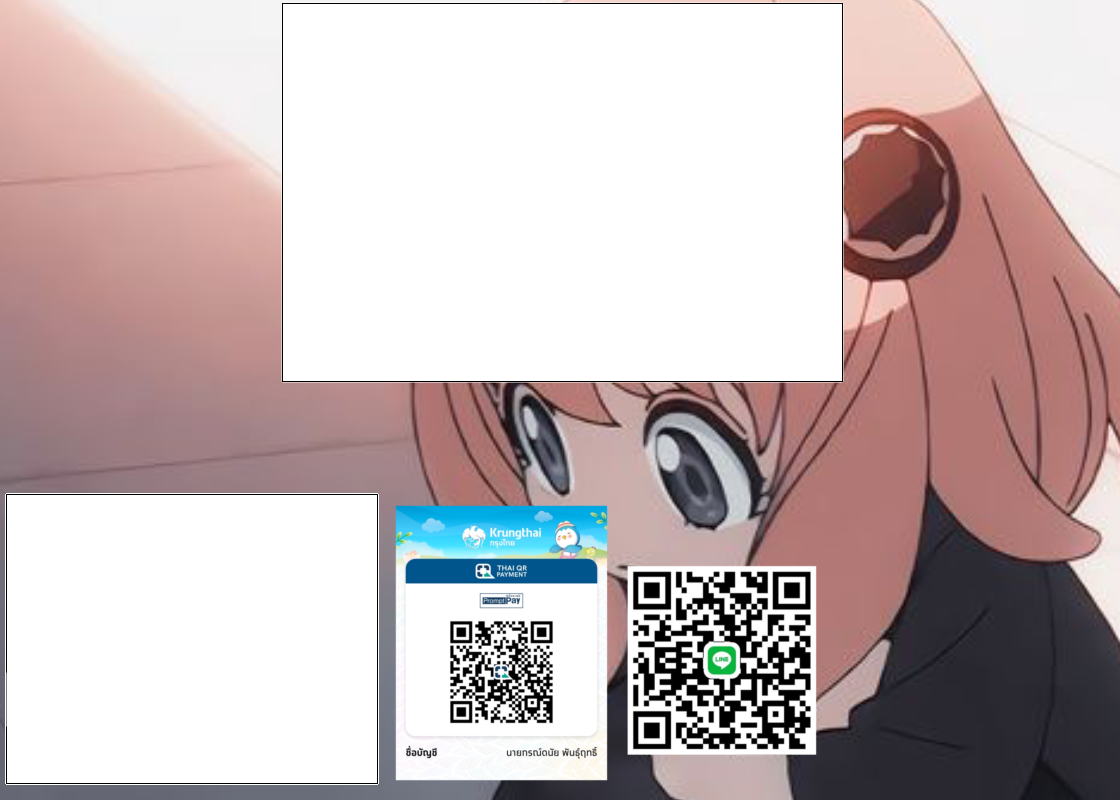 Krungthai
กรุงไทย
THAI QR
PAYMENT
PromptPay
LINE
ชื่อบัญชี นายกรณ์ดนัย พันธุ์ฤทธิ์